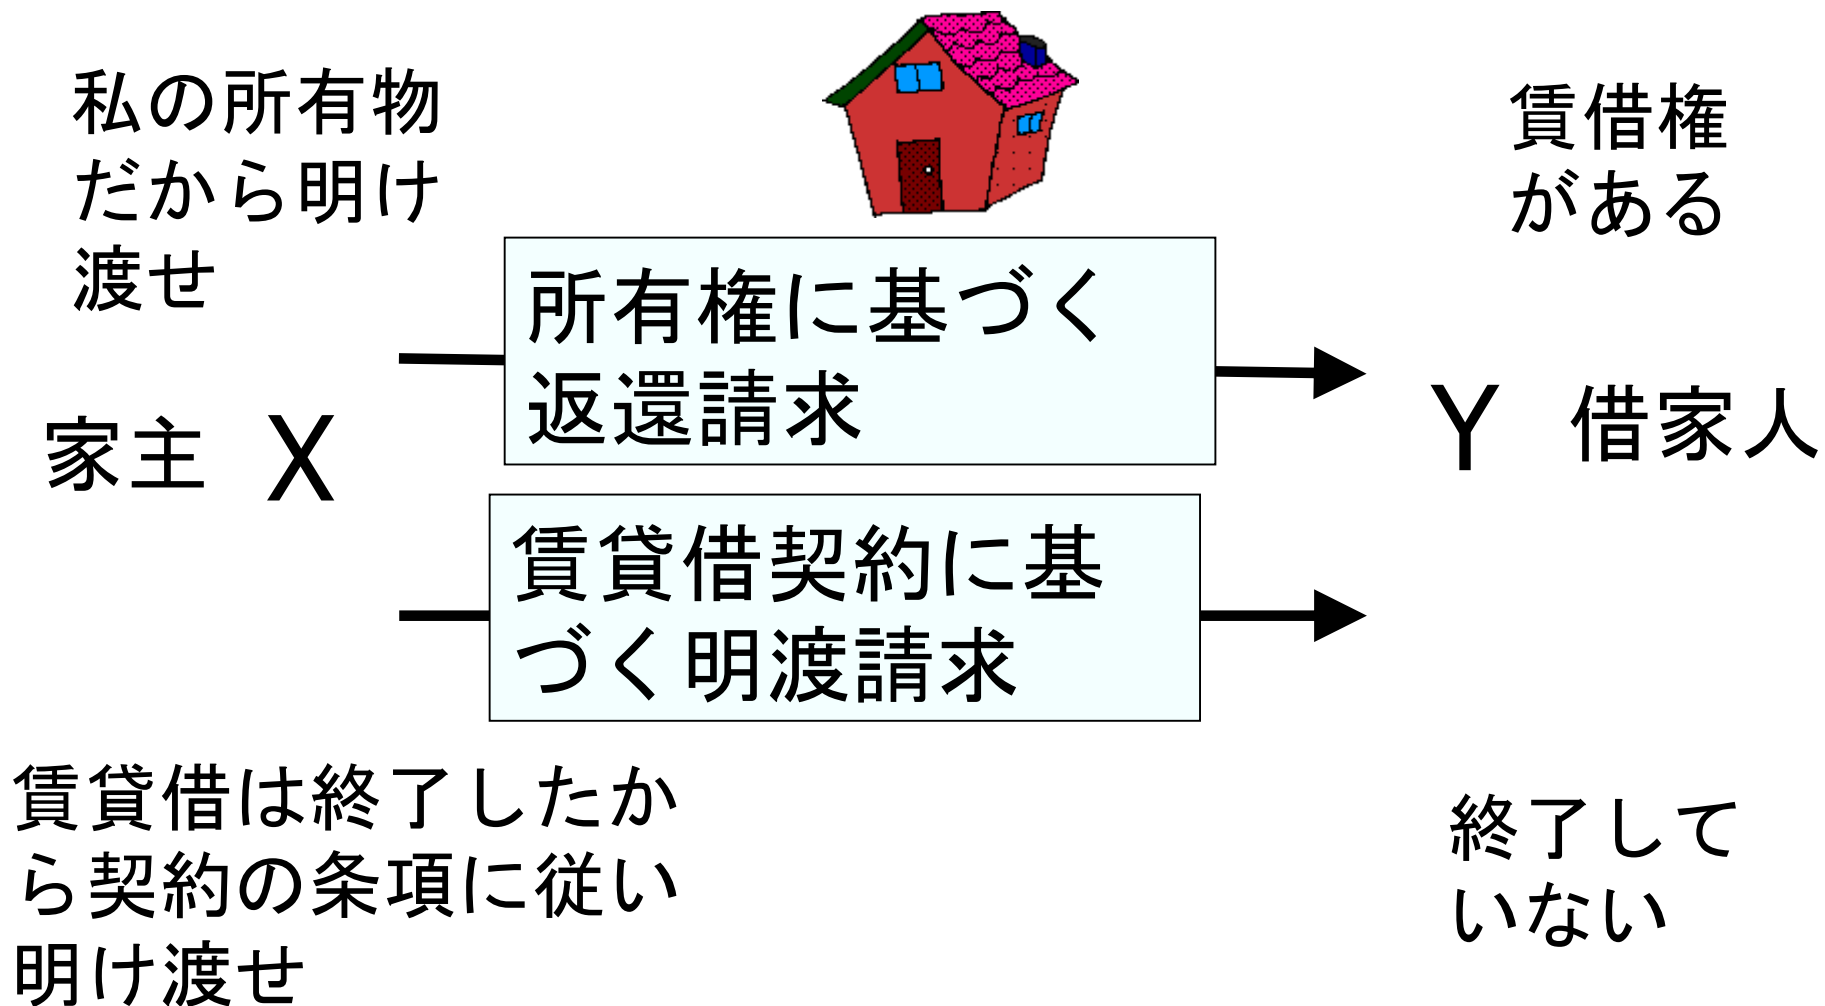 私の所有物
だから明け
渡せ
賃借権
がある
所有権に基づく
返還請求
家主 X
Y 借家人
賃貸借契約に基
づく明渡請求
賃貸借は終了したか
ら契約の条項に従い
明け渡せ
終了して
いない